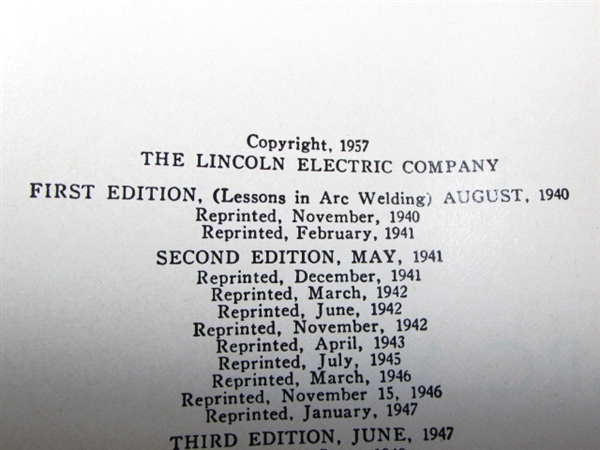 Copyright, 1957
THE LINCOLN ELECTRIC COMPANY
FIRST EDITION, (Lessons in Arc Welding) AUGUST, 1940
Reprinted, November, 1940
Reprinted, February, 1941
SECOND EDITION, MAY, 1941
Reprinted, December, 1941
Reprinted, March, 1942
Reprinted, June, 1942
Reprinted, November, 1942
Reprinted, April, 1943
Reprinted, July, 1945
Reprinted, March, 1946
Reprinted, November 15, 1946
Reprinted, January, 1947
THIRD EDITION, JUNE, 1947